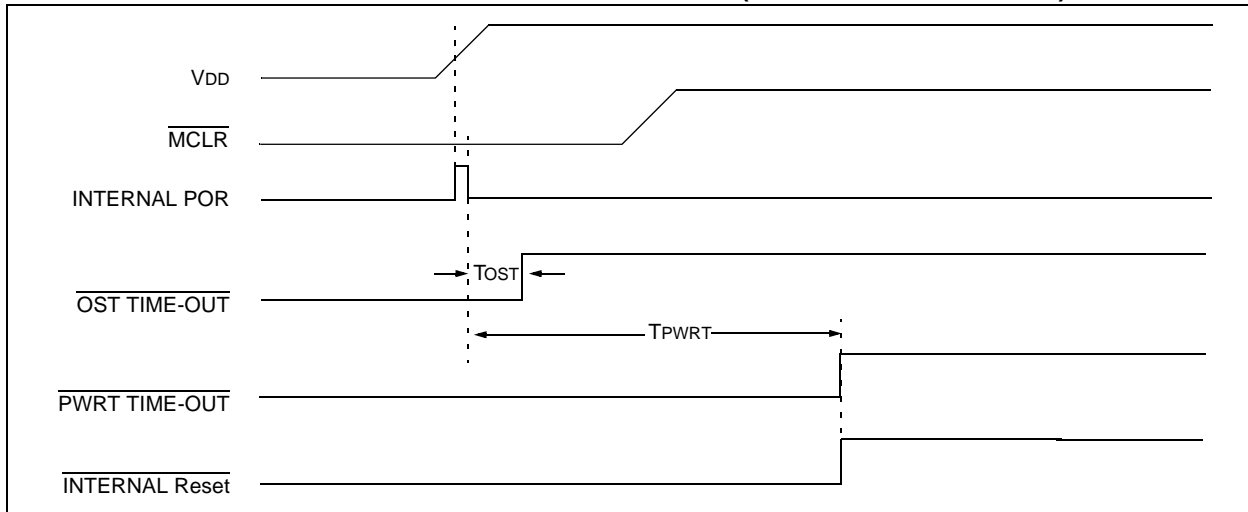 VDD
MCLR
INTERNAL POR
TOST
OST TIME-OUT
TPWRT
PWRT TIME-OUT
INTERNAL Reset